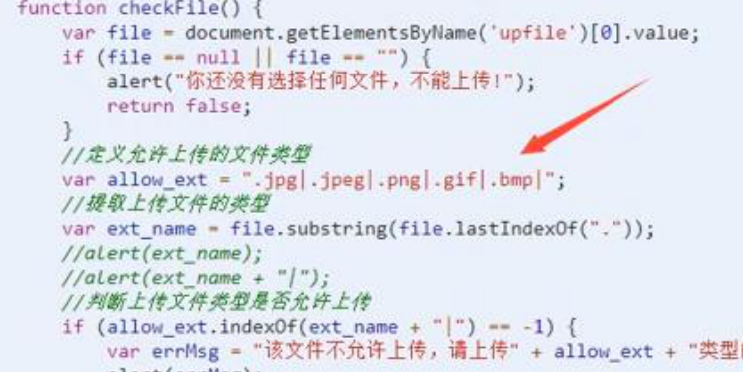 function checkFile() {
var file = document.getElementsByName('upfile')[0].value;
if (file == null || file == "") {
alert("你还没有选择任何文件，不能上传!");
return false;
}
//定义允许上传的文件类型
var allow_ext = ".jpg|.jpeg|.png|.gif|.bmp|";
//提取上传文件的类型
var ext_name = file.substring(file.lastIndexOf("."));
//alert(ext_name);
//alert(ext_name + "|");
//判断上传文件类型是否允许上传
if (allow_ext.indexOf(ext_name + "|") == -1) {
var errMsg = "该文件不允许上传，请上传" + allow_ext + "类型